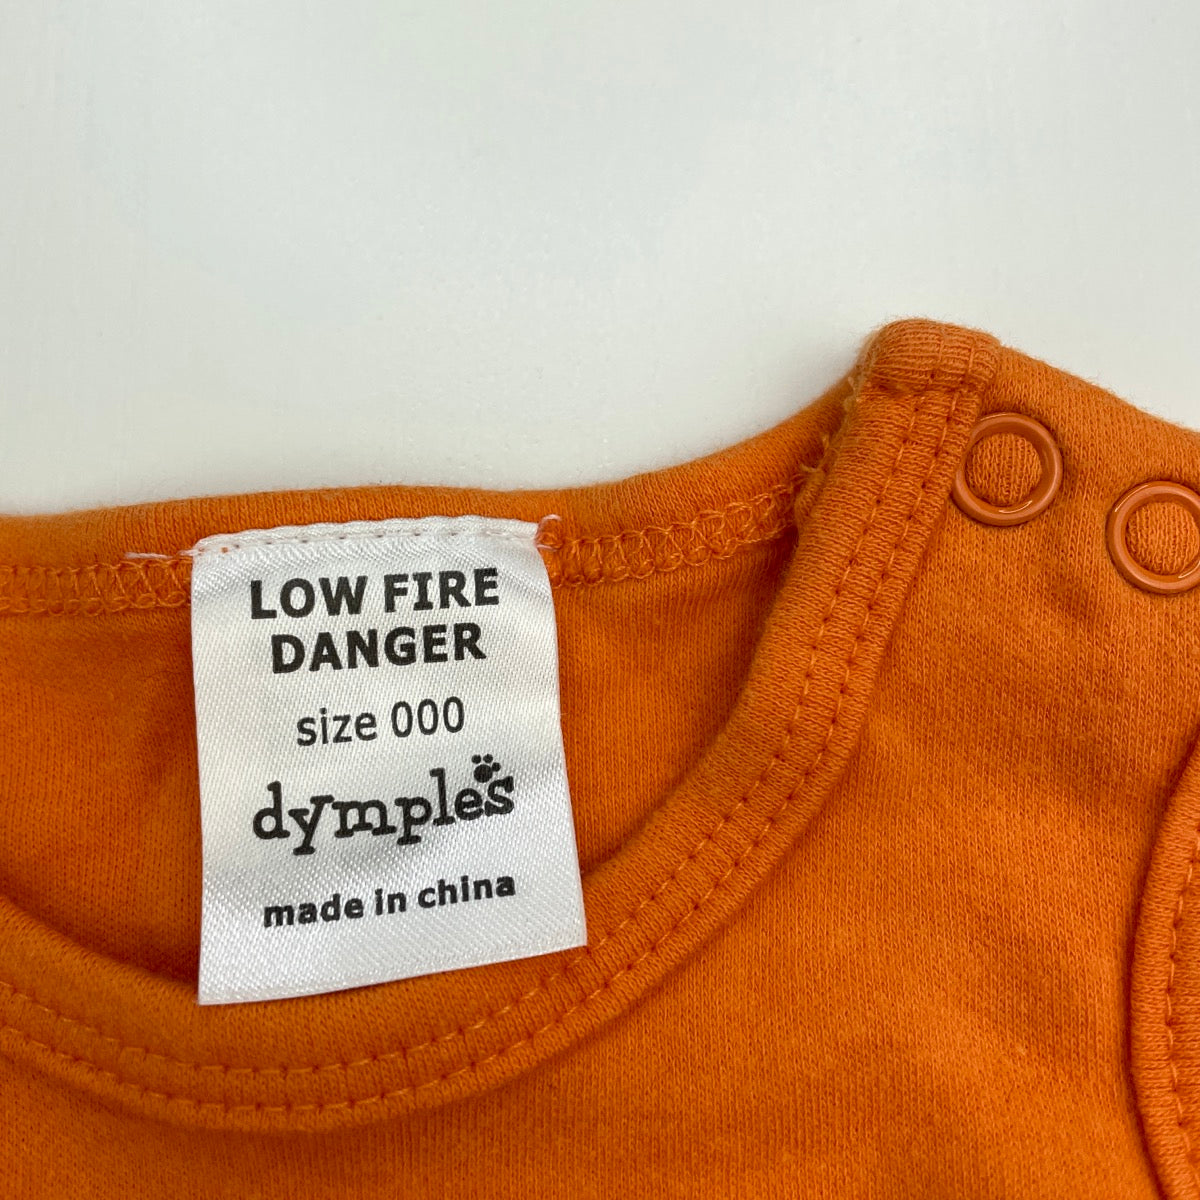 LOW FIRE
DANGER
size 000
dymples
made in china